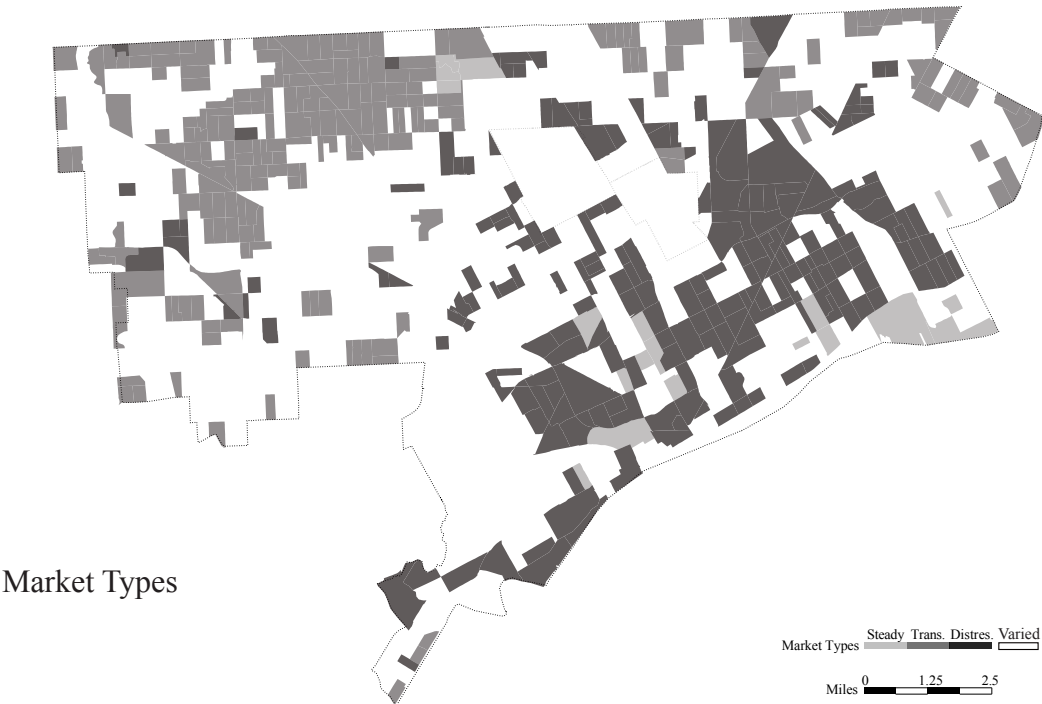 Market Types
Steady Trans. Distres. Varied
Market Types
0 1.25 2.5
Miles